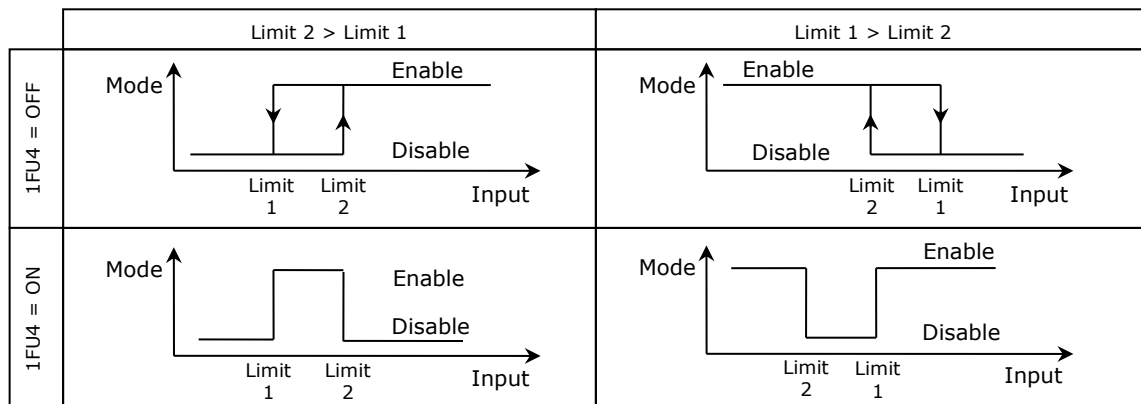 Limit 2 > Limit 1
Limit 1 > Limit 2
1FU4 = OFF
Mode
Enable
Disable
Limit
1
Limit
2
Input
Mode
Enable
Disable
Limit
2
Limit
1
Input
1FU4 = ON
Mode
Enable
Disable
Limit
1
Limit
2
Input
Mode
Enable
Disable
Limit
2
Limit
1
Input